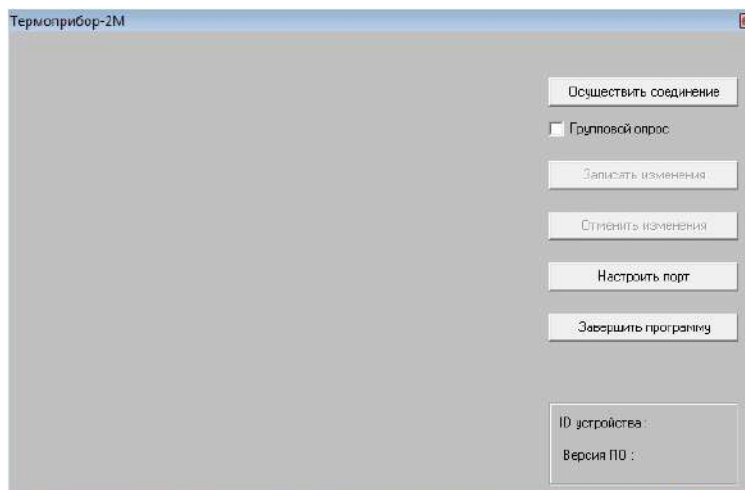 Термоприбор-2М
Осуществить соединение
Групповой опрос
Записать изменения
Отменить изменения
Настроить порт
Завершить программу
ID устройства :
Версия ПО :